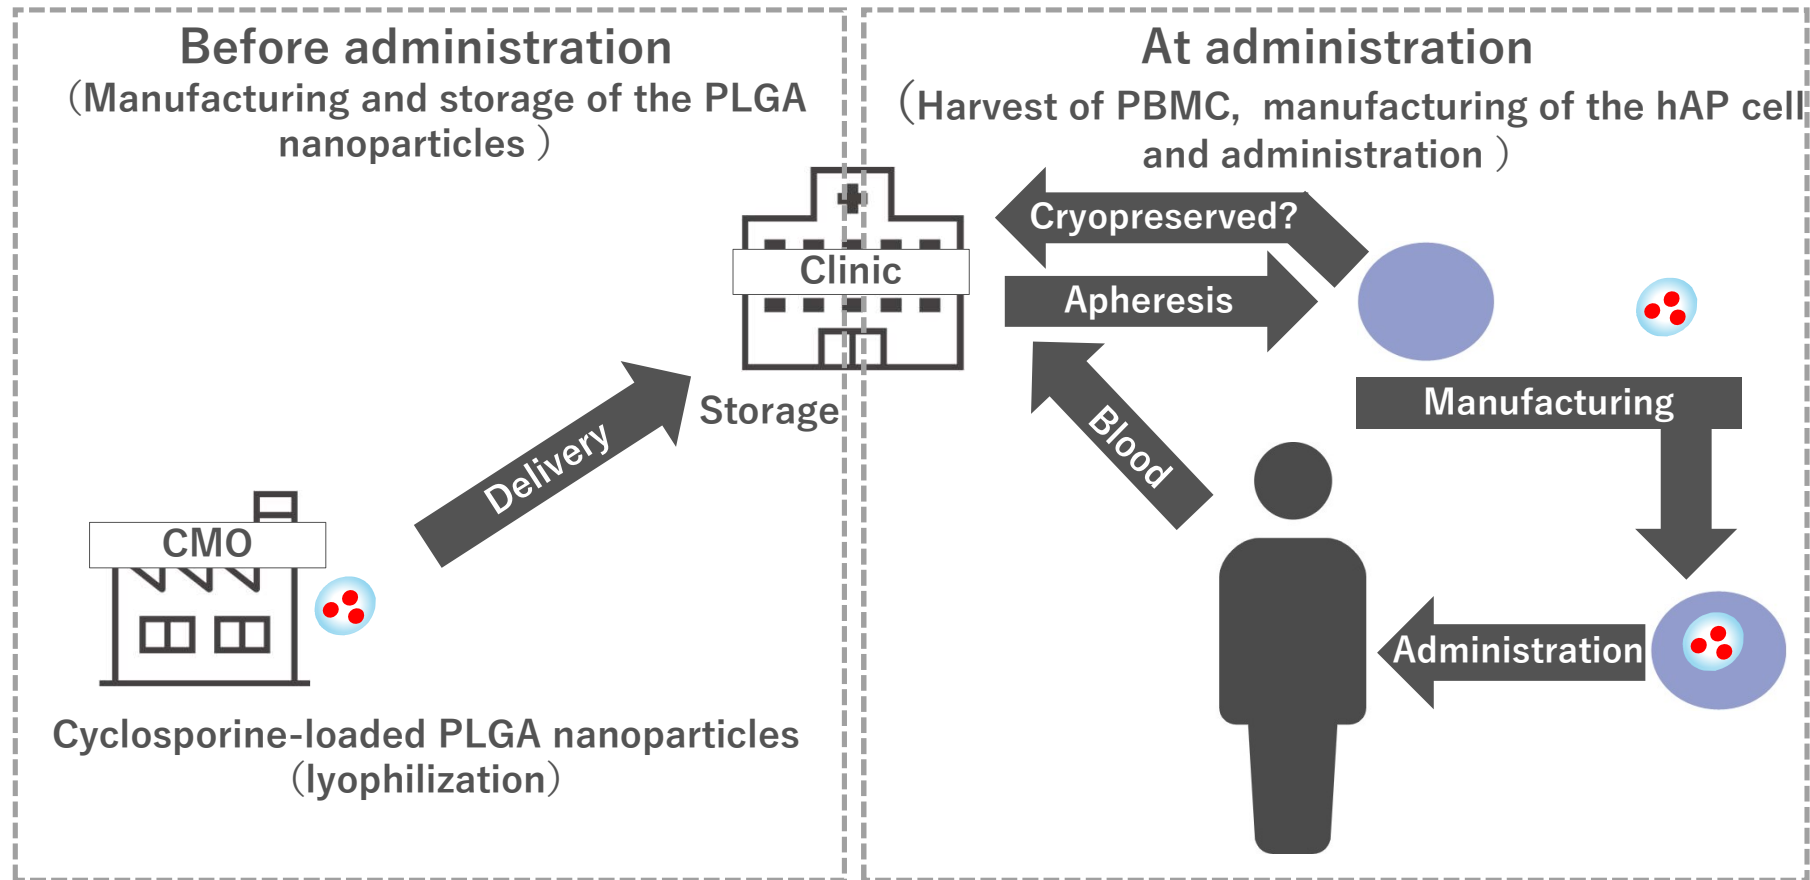 Before administration
（Manufacturing and storage of the PLGA
nanoparticles ）
At administration
（Harvest of PBMC,  manufacturing of the hAP cell
and administration ）
Cryopreserved?
Clinic
Apheresis
Storage
Manufacturing
Blood
Delivery
CMO
Administration
Cyclosporine-loaded PLGA nanoparticles
（lyophilization）